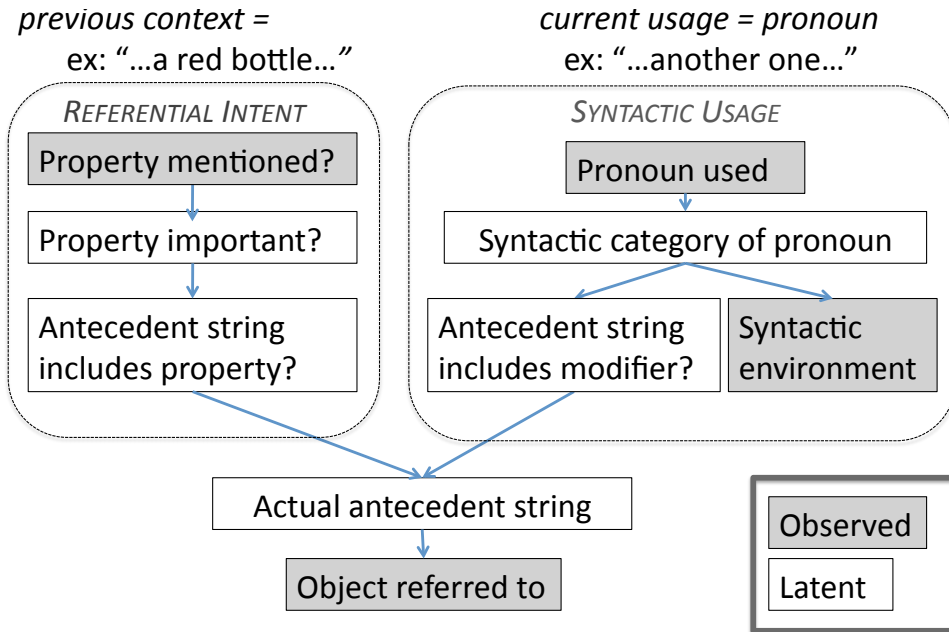 previous context =
ex: “…a red bottle…”
REFERENTIAL INTENT
Property mentioned?
Property important?
Antecedent string
includes property?
current usage = pronoun
ex: “…another one…”
SYNTACTIC USAGE
Pronoun used
Syntactic category of pronoun
Antecedent string
includes modifier?
Syntactic
environment
Actual antecedent string
Object referred to
Observed
Latent